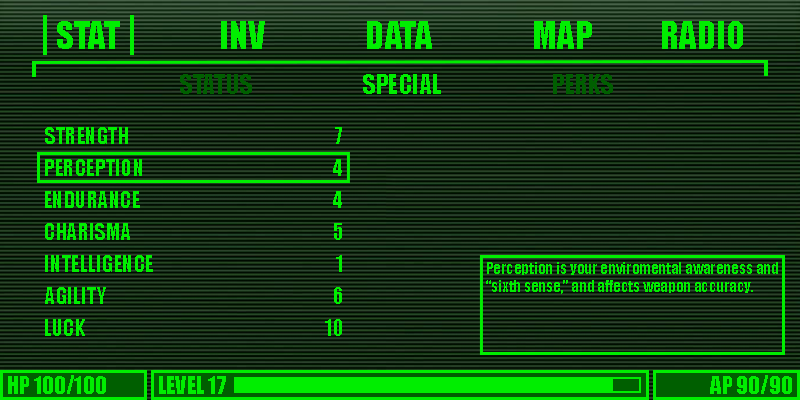 STAT INV DATA MAP RADIO
STATUS SPECIAL PERKS
STRENGTH 7
PERCEPTION 4
ENDURANCE 4
CHARISMA 5
INTELLIGENCE 1
AGILITY 6
LUCK 10
Perception is your enviromental awareness and
“sixth sense,” and affects weapon accuracy.
HP 100/100 LEVEL 17 AP 90/90